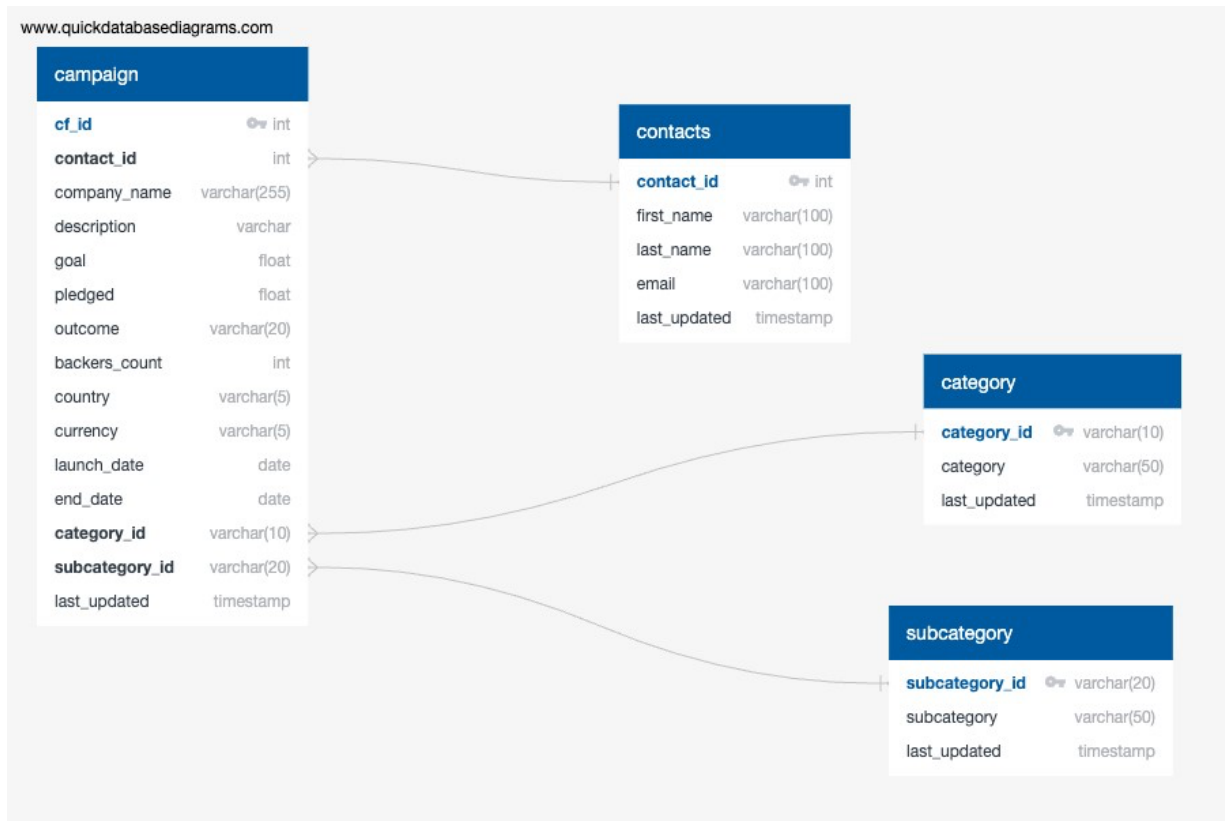 www.quickdatabasediagrams.com
campaign
cf_id int
contact_id int
company_name varchar(255)
description varchar
goal float
pledged float
outcome varchar(20)
backers_count int
country varchar(5)
currency varchar(5)
launch_date date
end_date date
category_id varchar(10)
subcategory_id varchar(20)
last_updated timestamp
contacts
contact_id int
first_name varchar(100)
last_name varchar(100)
email varchar(100)
last_updated timestamp
category
category_id varchar(10)
category varchar(50)
last_updated timestamp
subcategory
subcategory_id varchar(20)
subcategory varchar(50)
last_updated timestamp